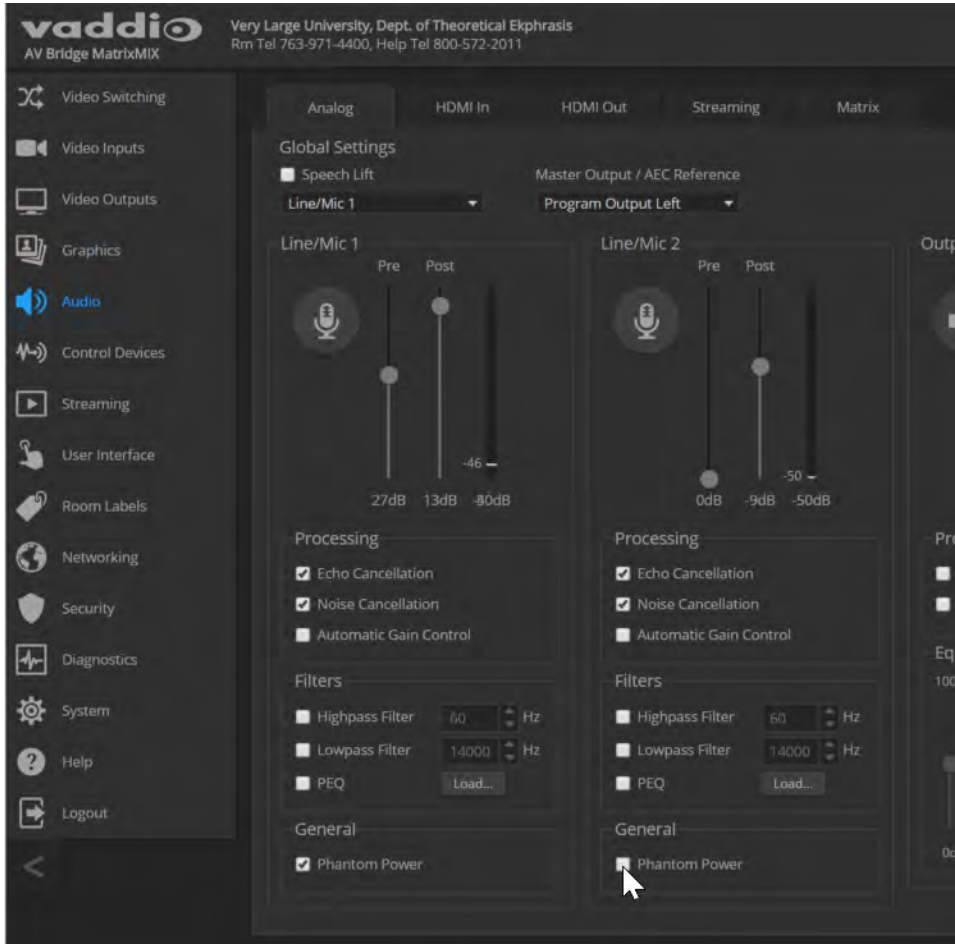 vaddio
AV Bridge MatrixMIX
Very Large University, Dept. of Theoretical Ekphrasis
Rm Tel 763-971-4400, Help Tel 800-572-2011
Video Switching
Video Inputs
Video Outputs
Graphics
Audio
Control Devices
Streaming
User Interface
Room Labels
Networking
Security
Diagnostics
System
Help
Logout
<
Analog HDMI In HDMI Out Streaming Matrix
Global Settings
Speech Lift
Master Output / AEC Reference
Line/Mic 1
Program Output Left
Line/Mic 1
Pre Post
-46
27dB 13dB
Processing
Echo Cancellation
Noise Cancellation
Automatic Gain Control
Filters
Highpass Filter 60 Hz
Lowpass Filter 14000 Hz
PEQ Load...
General
Phantom Power
Line/Mic 2
Pre Post
-50
0dB -9dB -50dB
Processing
Echo Cancellation
Noise Cancellation
Automatic Gain Control
Filters
Highpass Filter 60 Hz
Lowpass Filter 14000 Hz
PEQ Load...
General
Phantom Power
Outp
Pro
Eq
100